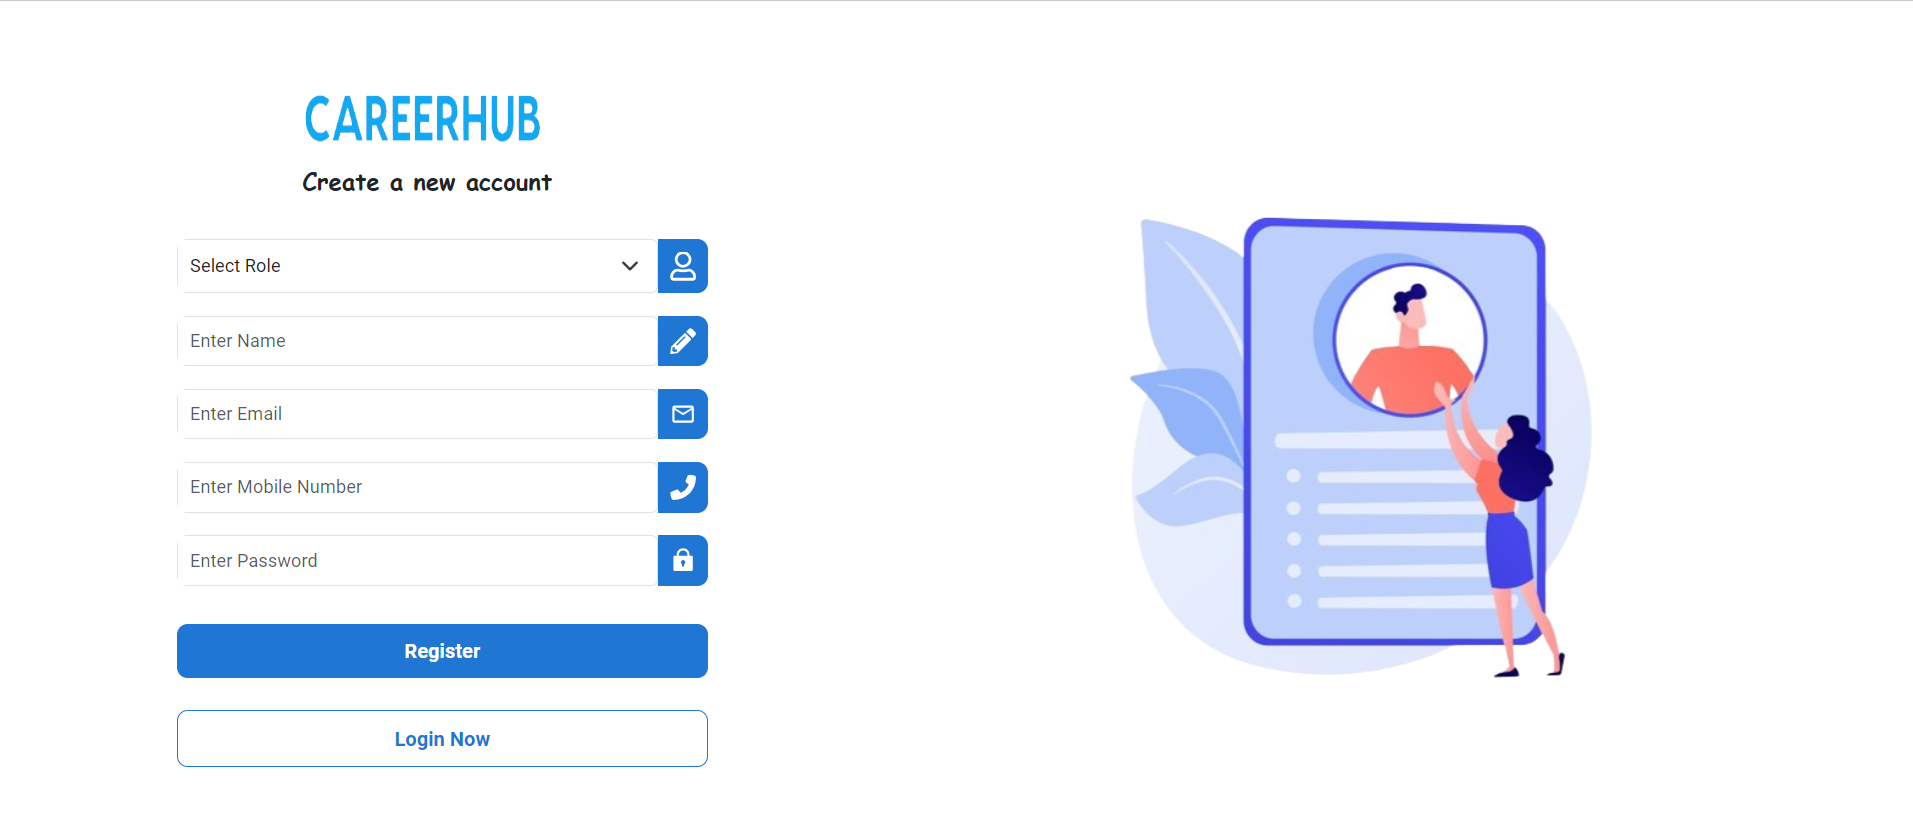 CAREERHUB
Create a new account
Select Role
Enter Name
Enter Email
Enter Mobile Number
Enter Password
Register
Login Now